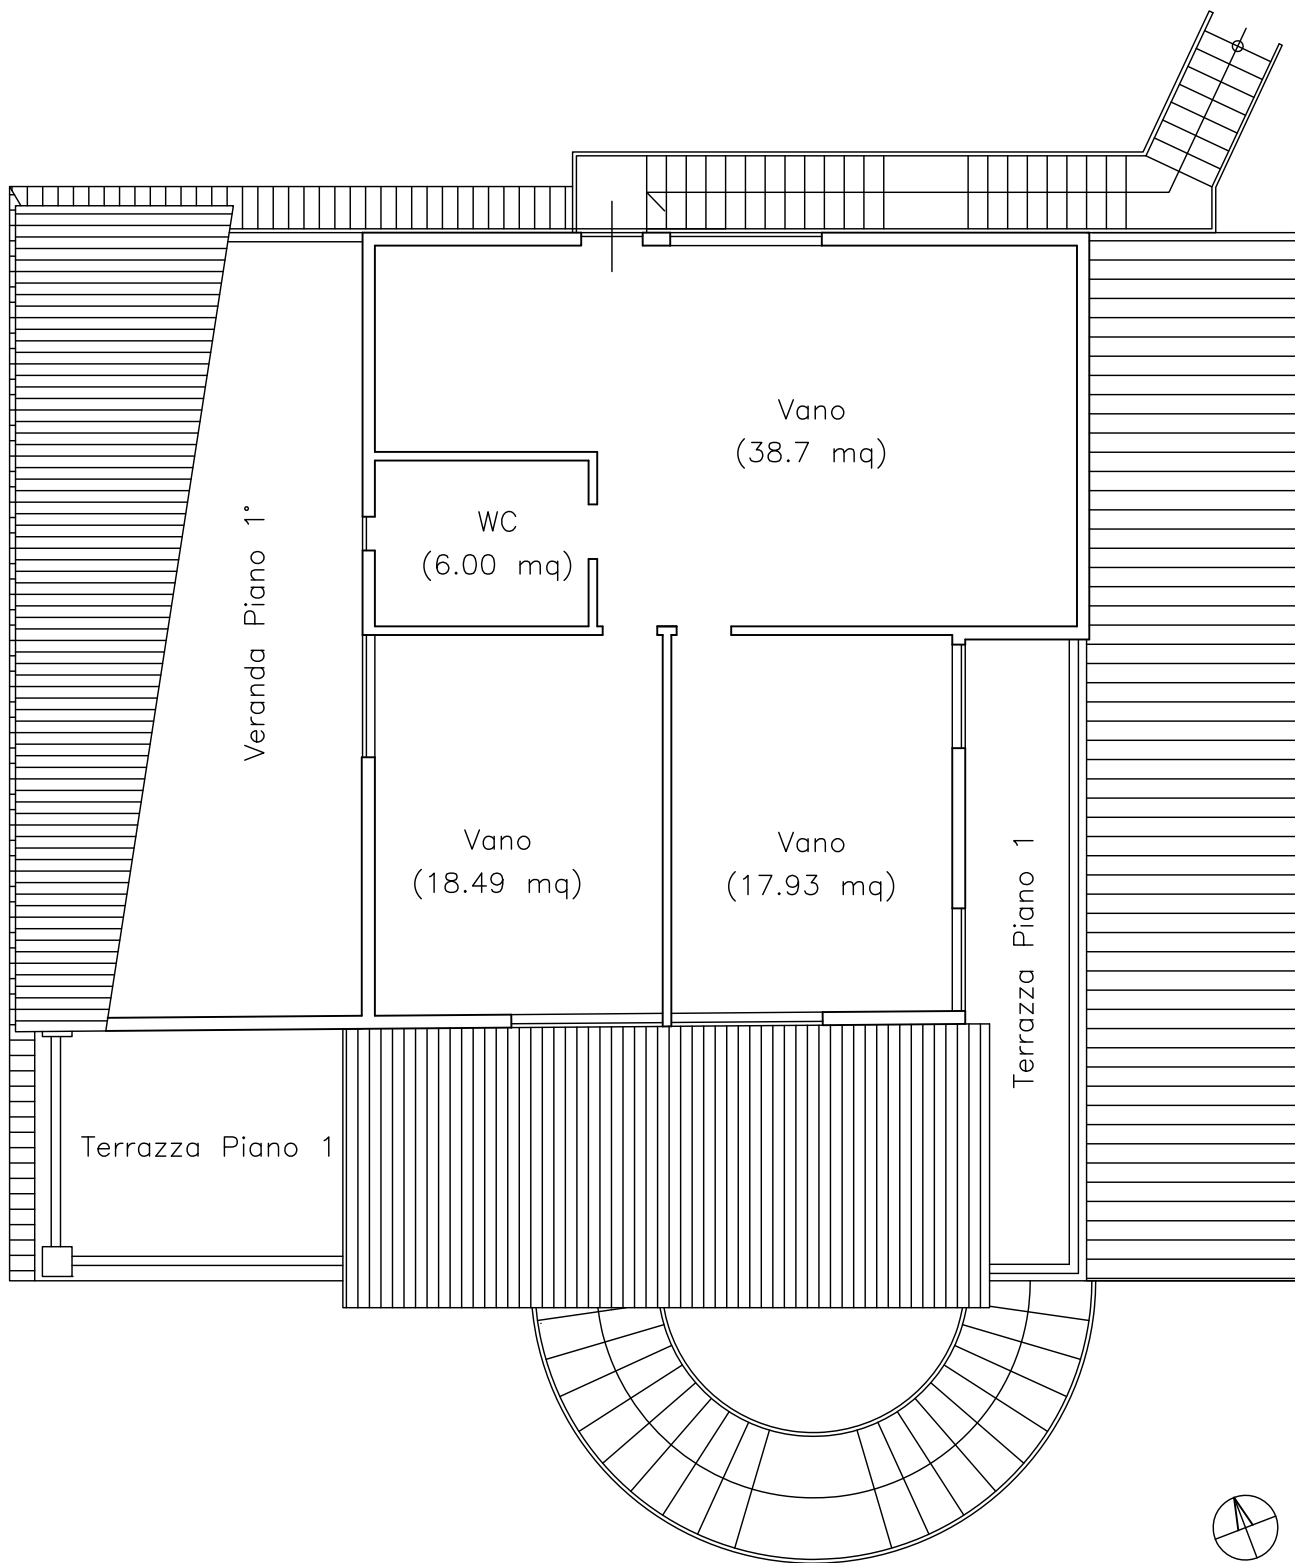 Vano
(38.7 mq)
WC
(6.00 mq)
Veranda Piano 1°
Vano
(18.49 mq)
Vano
(17.93 mq)
Terrazza Piano 1
Terrazza Piano 1